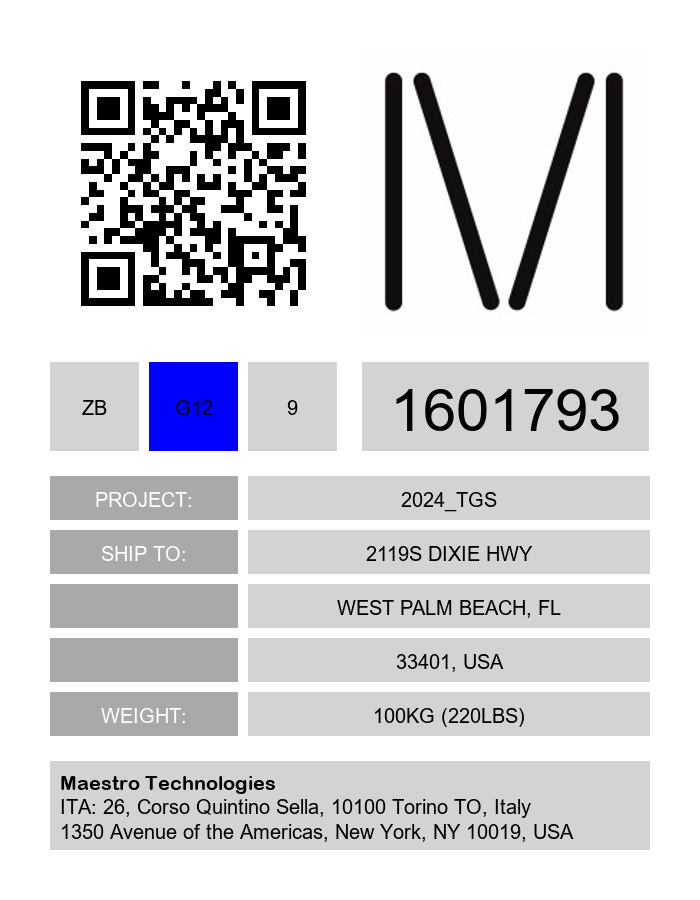 M
ZB G12 9 1601793
PROJECT: 2024_TGS
SHIP TO: 2119S DIXIE HWY
WEST PALM BEACH, FL
33401, USA
WEIGHT: 100KG (220LBS)
Maestro Technologies
ITA: 26, Corso Quintino Sella, 10100 Torino TO, Italy
1350 Avenue of the Americas, New York, NY 10019, USA